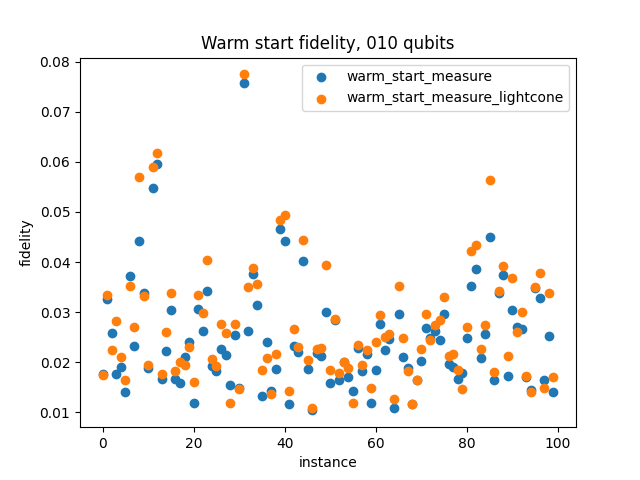 Warm start fidelity, 010 qubits
warm_start_measure
warm_start_measure_lightcone
0.08
0.07
0.06
0.05
0.04
0.03
0.02
0.01
fidelity
0 20 40 60 80 100
instance